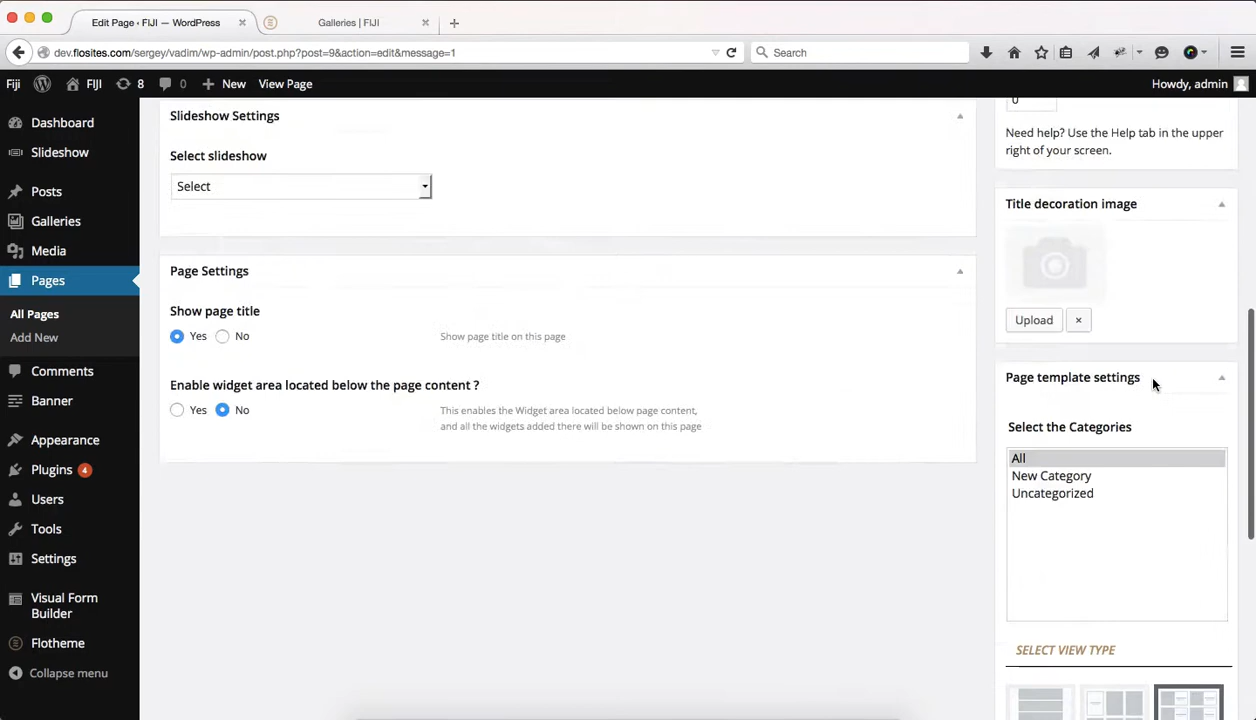 Edit Page ‹ FIJI — WordPress
Galleries | FIJI
dev.flosites.com/sergey/vadim/wp-admin/post.php?post=9&action=edit&message=1
Search
Fiji
FIJI
8
0
New
View Page
Howdy, admin
Dashboard
Slideshow
Posts
Galleries
Media
Pages
All Pages
Add New
Comments
Banner
Appearance
Plugins 4
Users
Tools
Settings
Visual Form
Builder
Flotheme
Collapse menu
Slideshow Settings
Select slideshow
Select
Page Settings
Show page title
Yes No
Show page title on this page
Enable widget area located below the page content ?
Yes No
This enables the Widget area located below page content,
and all the widgets added there will be shown on this page
0
Need help? Use the Help tab in the upper
right of your screen.
Title decoration image
Upload ×
Page template settings
Select the Categories
All
New Category
Uncategorized
SELECT VIEW TYPE